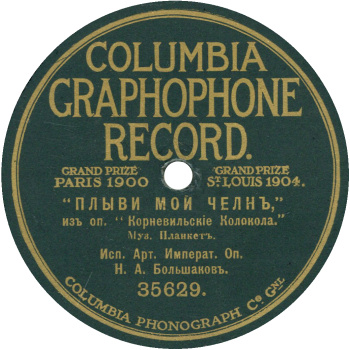 COLUMBIA
GRAPHOPHONE
RECORD.
GRAND PRIZE
PARIS 1900
GRAND PRIZE
ST. LOUIS 1904.
"ПЛЫВИ МОЙ ЧЕЛНЪ,"
изъ оп. "Корневильскіе Колокола."
Муз. Планкетъ.
Исп. Арт. Императ. Оп.
Н. А. Большаковъ.
35629.
COLUMBIA PHONOGRAPH Co. GNL